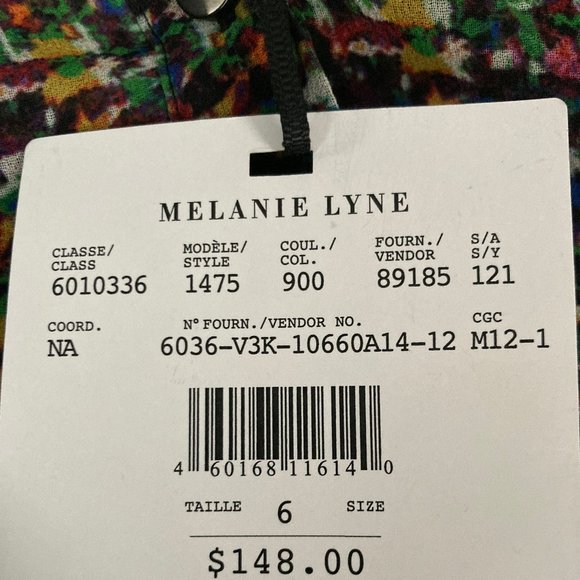 MELANIE LYNE
CLASSE/ MODÈLE/ COUL./ FOURN./ S/A
CLASS STYLE COL. VENDOR S/Y
6010336 1475 900 89185 121
COORD. N° FOURN./VENDOR NO. CGC
NA 6036-V3K-10660A14-12 M12-1
4 60168 11614 0
TAILLE 6 SIZE
$148.00